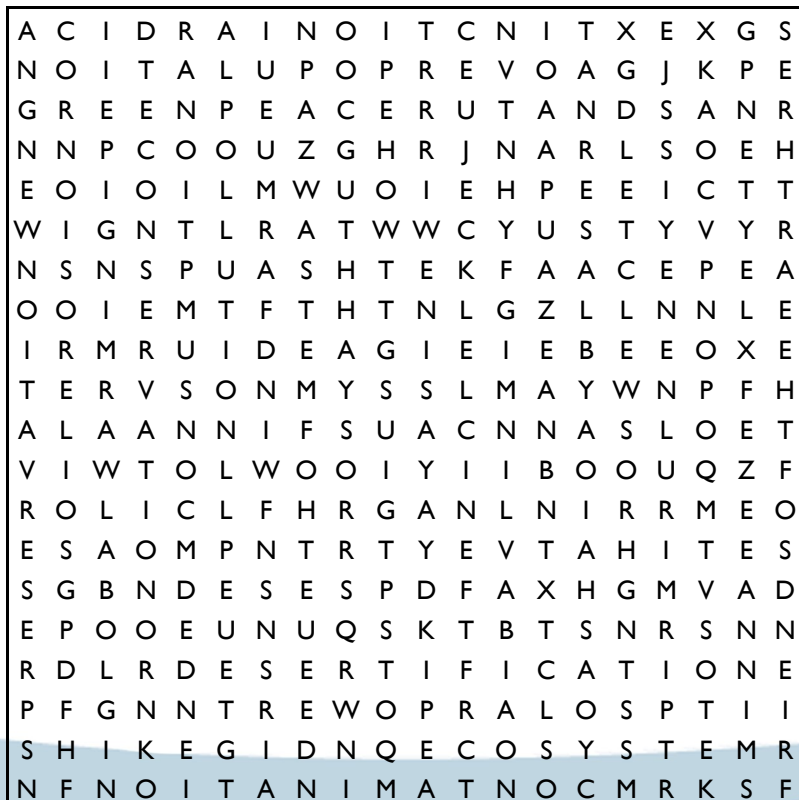 A C I D R A I N O I T C N I T X E X G S
N O I T A L U P O P R E V O A G J K P E
G R E E N P E A C E R U T A N D S A N R
N N P C O O U Z G H R J N A R L S O E H
E O I O I L M W U O I E H P E E I C T T
W I G N T L R A T W W C Y U S T Y V Y R
N S N S P U A S H T E K F A A C E P E A
O O I E M T F T H T N L G Z L L N N L E
I R M R U I D E A G I E I E B E E O X E
T E R V S O N M Y S S L M A Y W N P F H
A L A A N N I F S U A C N N A S L O E T
V I W T O L W O O I Y I I B O O U Q Z F
R O L I C L F H R G A N L N I R R M E O
E S A O M P N T R T Y E V T A H I T E S
S G B N D E S E S P D F A X H G M V A D
E P O O E U N U Q S K T B T S N R S N N
R D L R D E S E R T I F I C A T I O N E
P F G N N T R E W O P R A L O S P T I I
S H I K E G I D N Q E C O S Y S T E M R
N F N O I T A N I M A T N O C M R K S F